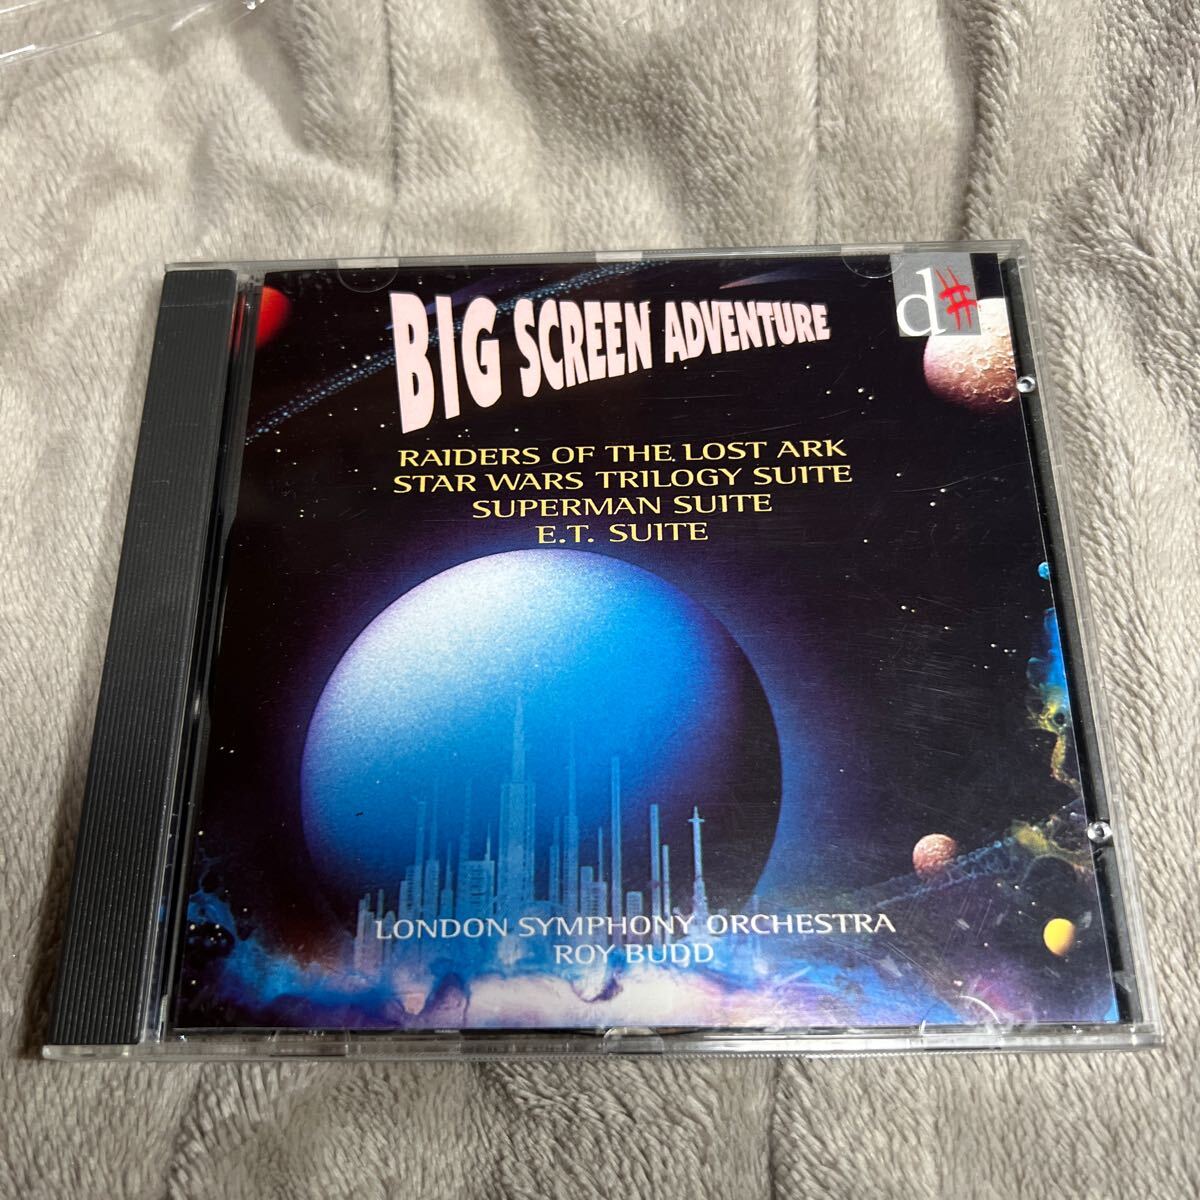 BIG SCREEN ADVENTURE
d#
RAIDERS OF THE LOST ARK
STAR WARS TRILOGY SUITE
SUPERMAN SUITE
E.T. SUITE
LONDON SYMPHONY ORCHESTRA
ROY BUDD